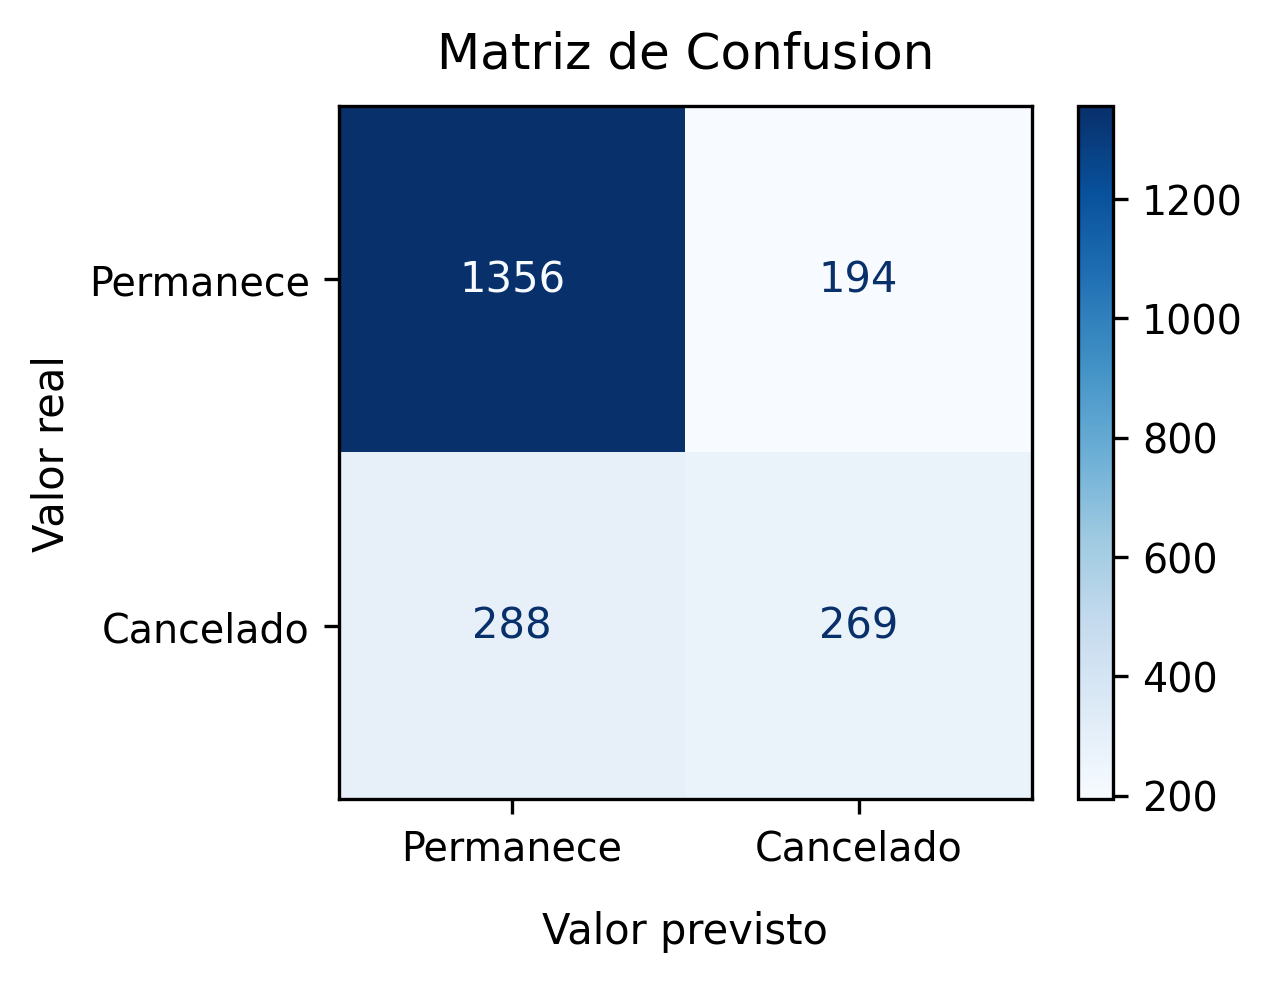 Matriz de Confusion
Valor real
Permanece
1356
194
Cancelado
288
269
Permanece
Cancelado
Valor previsto
1200
1000
800
600
400
200